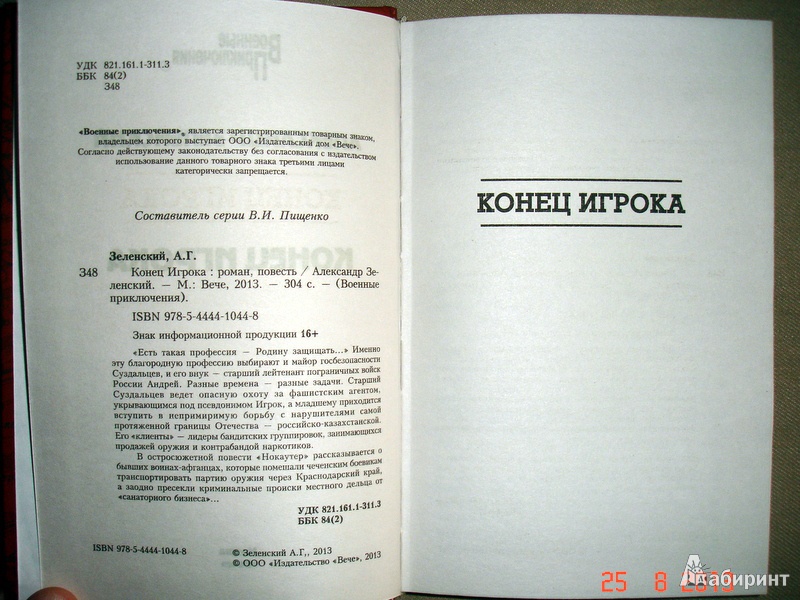 УДК 821.161.1-311.3
ББК 84(2)
З48
«Военные приключения», является зарегистрированным товарным знаком,
владельцем которого выступает ООО «Издательский дом «Вече».
Согласно действующему законодательству без согласования с издательством
использование данного товарного знака третьими лицами
категорически запрещается.
Составитель серии В.И. Пищенко
Зеленский, А.Г.
З48 Конец Игрока : роман, повесть / Александр Зе-
ленский. — М.: Вече, 2013. — 304 с. — (Военные
приключения).
ISBN 978-5-4444-1044-8
Знак информационной продукции 16+
«Есть такая профессия — Родину защищать...» Именно
эту благородную профессию выбирают и майор госбезопасности
Суздальцев, и его внук — старший лейтенант пограничных войск
России Андрей. Разные времена — разные задачи. Старший
Суздальцев ведет опасную охоту за фашистским агентом,
укрывающимся под псевдонимом Игрок, а младшему приходится
вступить в непримиримую борьбу с нарушителями самой
протяженной границы Отечества — российско-казахстанской.
Его «клиенты» — лидеры бандитских группировок, занимающихся
продажей оружия и контрабандой наркотиков.
В остросюжетной повести «Нокаутер» рассказывается о
бывших воинах-афганцах, которые помешали чеченским боевикам
транспортировать партию оружия через Краснодарский край,
а заодно пресекли криминальные происки местного дельца от
«санаторного бизнеса»...
УДК 821.161.1-311.3
ББК 84(2)
ISBN 978-5-4444-1044-8
© Зеленский А.Г., 2013
© ООО «Издательство «Вече», 2013
КОНЕЦ ИГРОКА
25 8 2013
Лабиринт